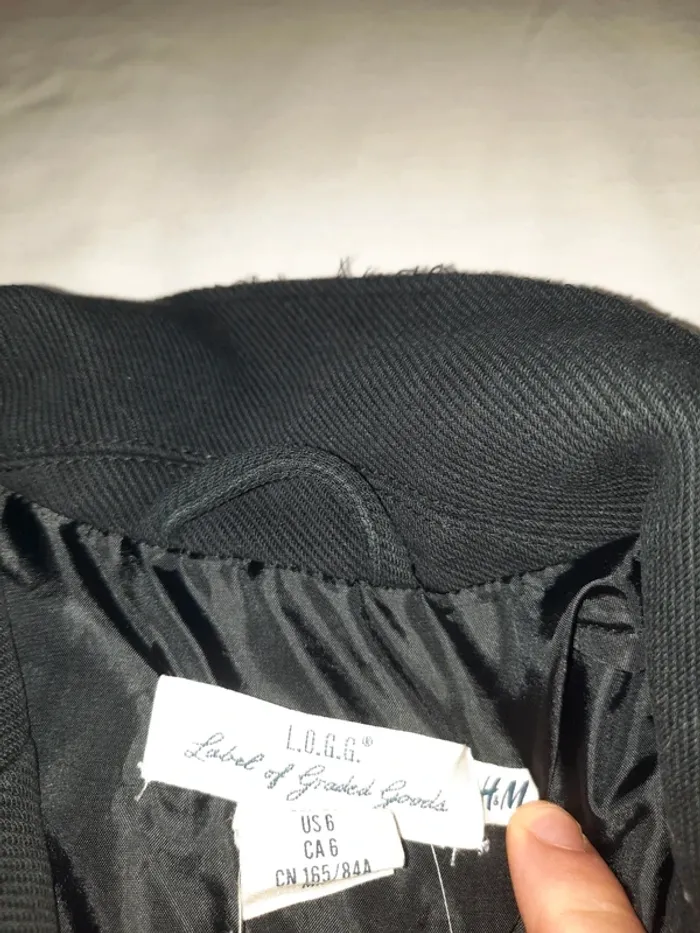 L.O.G.G.®
Label of Graded Goods
H&M
US 6
CA 6
CN 165/84A